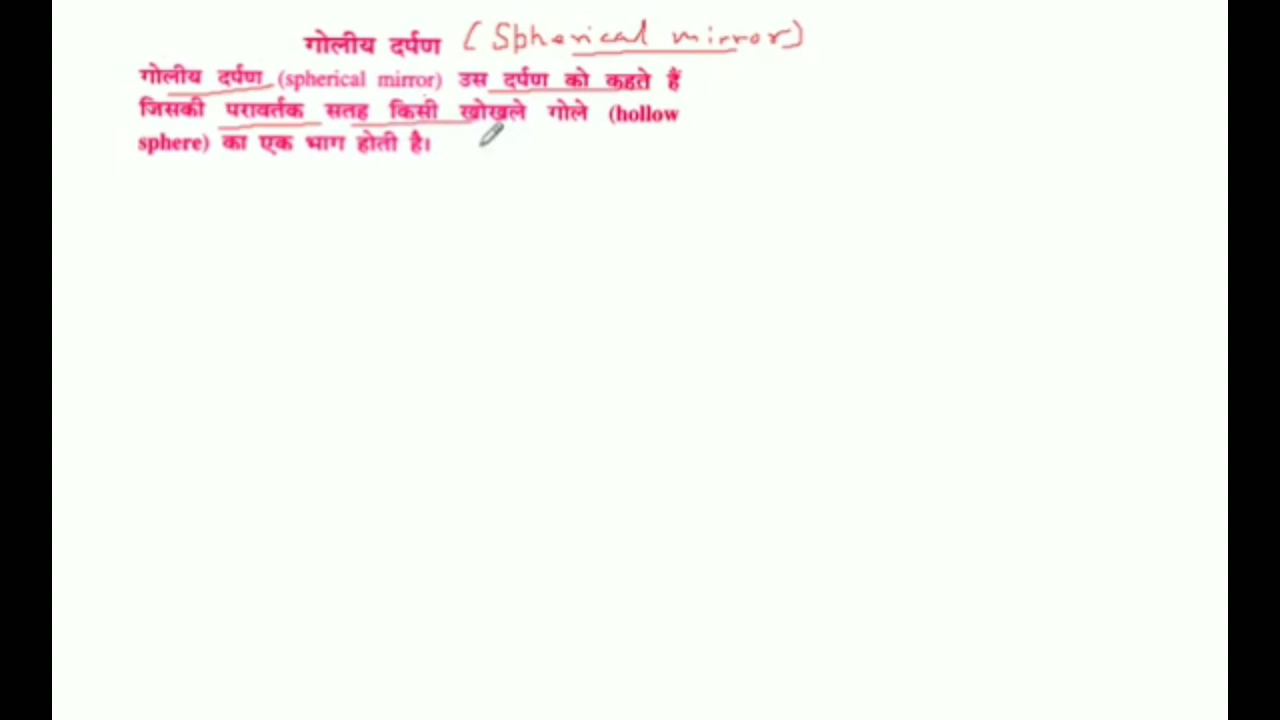 गोलीय दर्पण (Spherical mirror)
गोलीय दर्पण (spherical mirror) उस दर्पण को कहते हैं
जिसकी परावर्तक सतह किसी खोखले गोले (hollow
sphere) का एक भाग होती है।